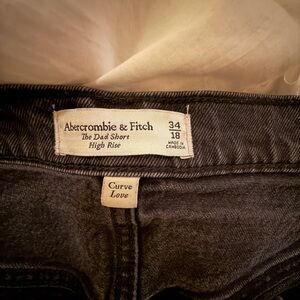 Abercrombie & Fitch
The Dad Short
High Rise
34
18
MADE IN
CAMBODIA
Curve
Love